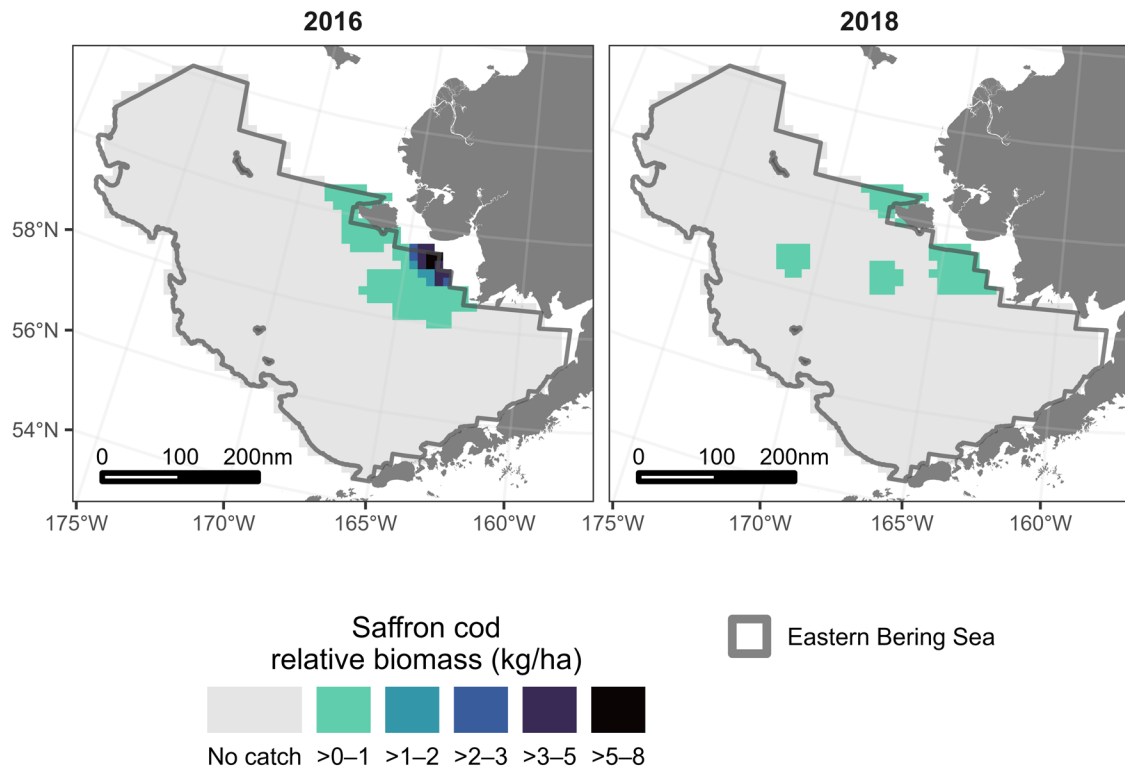 2016
2018
58°N
56°N
54°N
0 100 200nm
0 100 200nm
175°W 170°W 165°W 160°W
175°W 170°W 165°W 160°W
Saffron cod
relative biomass (kg/ha)
No catch >0–1 >1–2 >2–3 >3–5 >5–8
Eastern Bering Sea